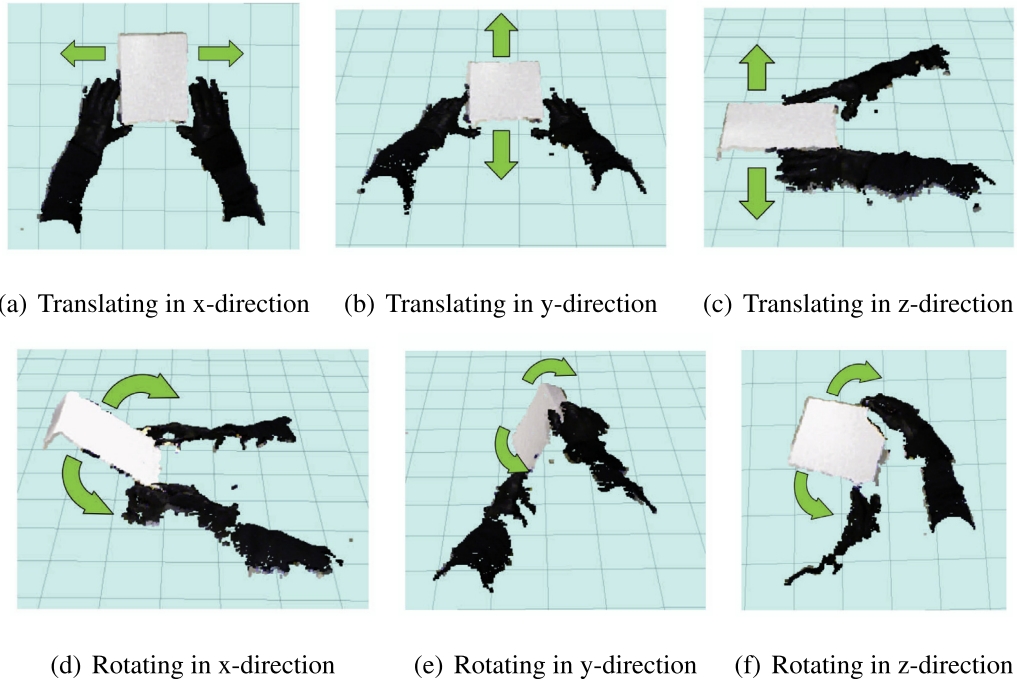 (a) Translating in x-direction
(b) Translating in y-direction
(c) Translating in z-direction
(d) Rotating in x-direction
(e) Rotating in y-direction
(f) Rotating in z-direction